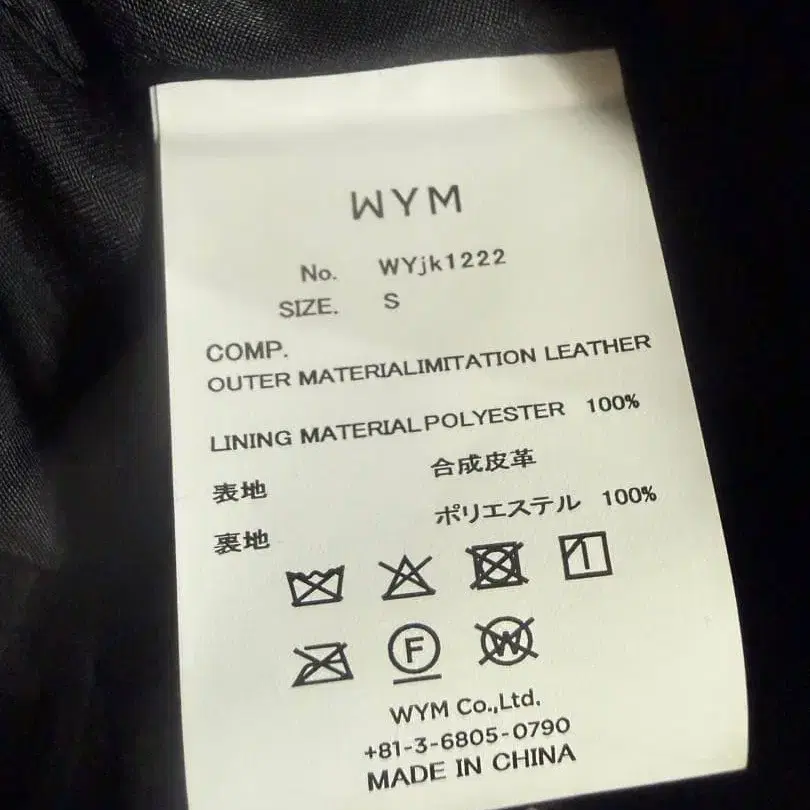 WYM
No. WYjk1222
SIZE. S
COMP.
OUTER MATERIALIMITATION LEATHER
LINING MATERIALPOLYESTER 100%
表地 合成皮革
裏地 ポリエステル 100%
F W
WYM Co.,Ltd.
+81-3-6805-0790
MADE IN CHINA